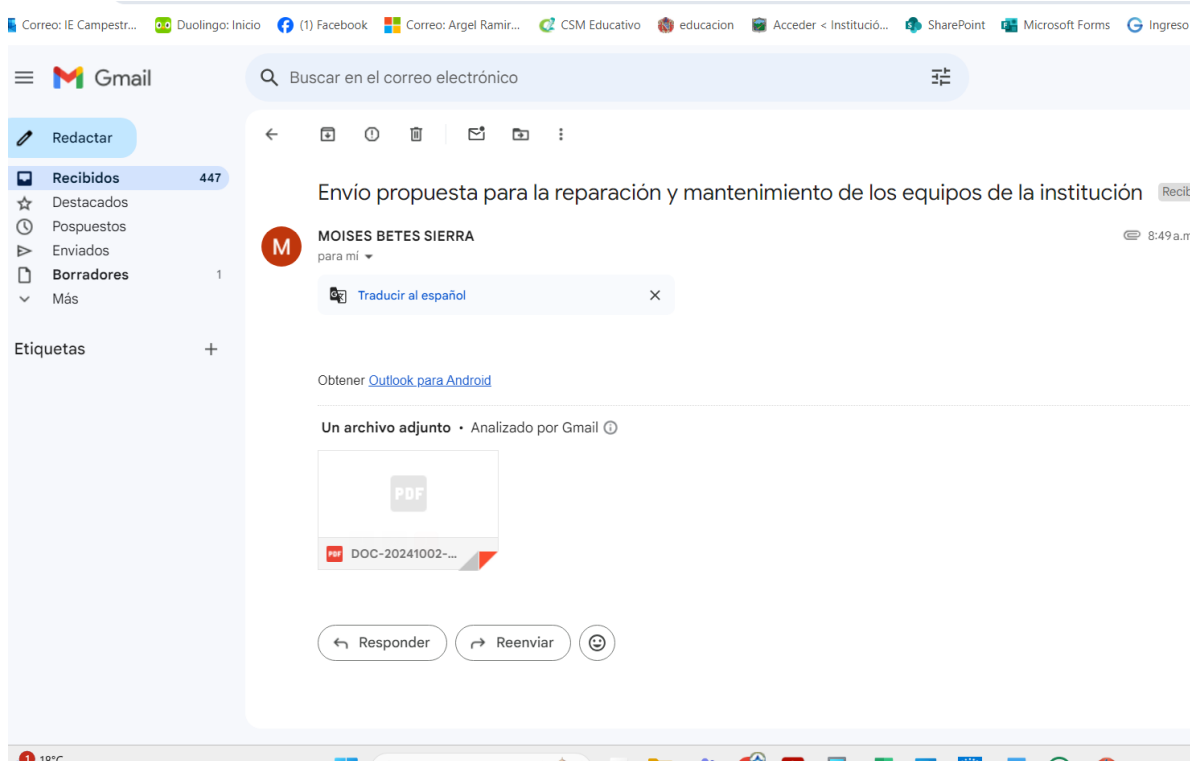 Correo: IE Campestr... Duolingo: Inicio (1) Facebook Correo: Argel Ramir... CSM Educativo educacion Acceder < Institució... SharePoint Microsoft Forms Ingreso
Gmail
Buscar en el correo electrónico
Redactar
Recibidos 447
Destacados
Pospuestos
Enviados
Borradores 1
Más
Etiquetas
Envío propuesta para la reparación y mantenimiento de los equipos de la institución Recib
M
MOISES BETES SIERRA 8:49 a.m
para mí
Traducir al español
Obtener Outlook para Android
Un archivo adjunto • Analizado por Gmail
PDF
PDF DOC-20241002-...
Responder Reenviar
1 18°C